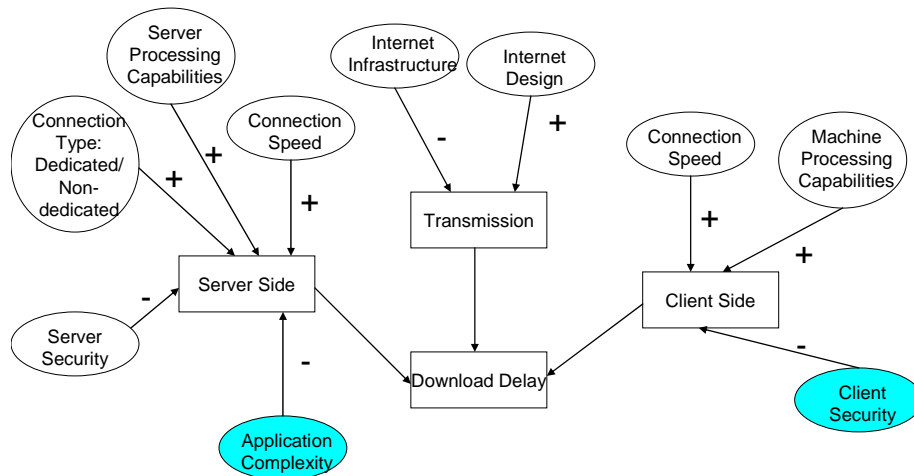 Server
Processing
Capabilities
Internet
Infrastructure
Internet
Design
Connection
Type:
Dedicated/
Non-
dedicated
Connection
Speed
Connection
Speed
Machine
Processing
Capabilities
+
+
+
-
+
+
+
Transmission
Server Side
Client Side
-
-
-
Server
Security
Download Delay
Application
Complexity
Client
Security